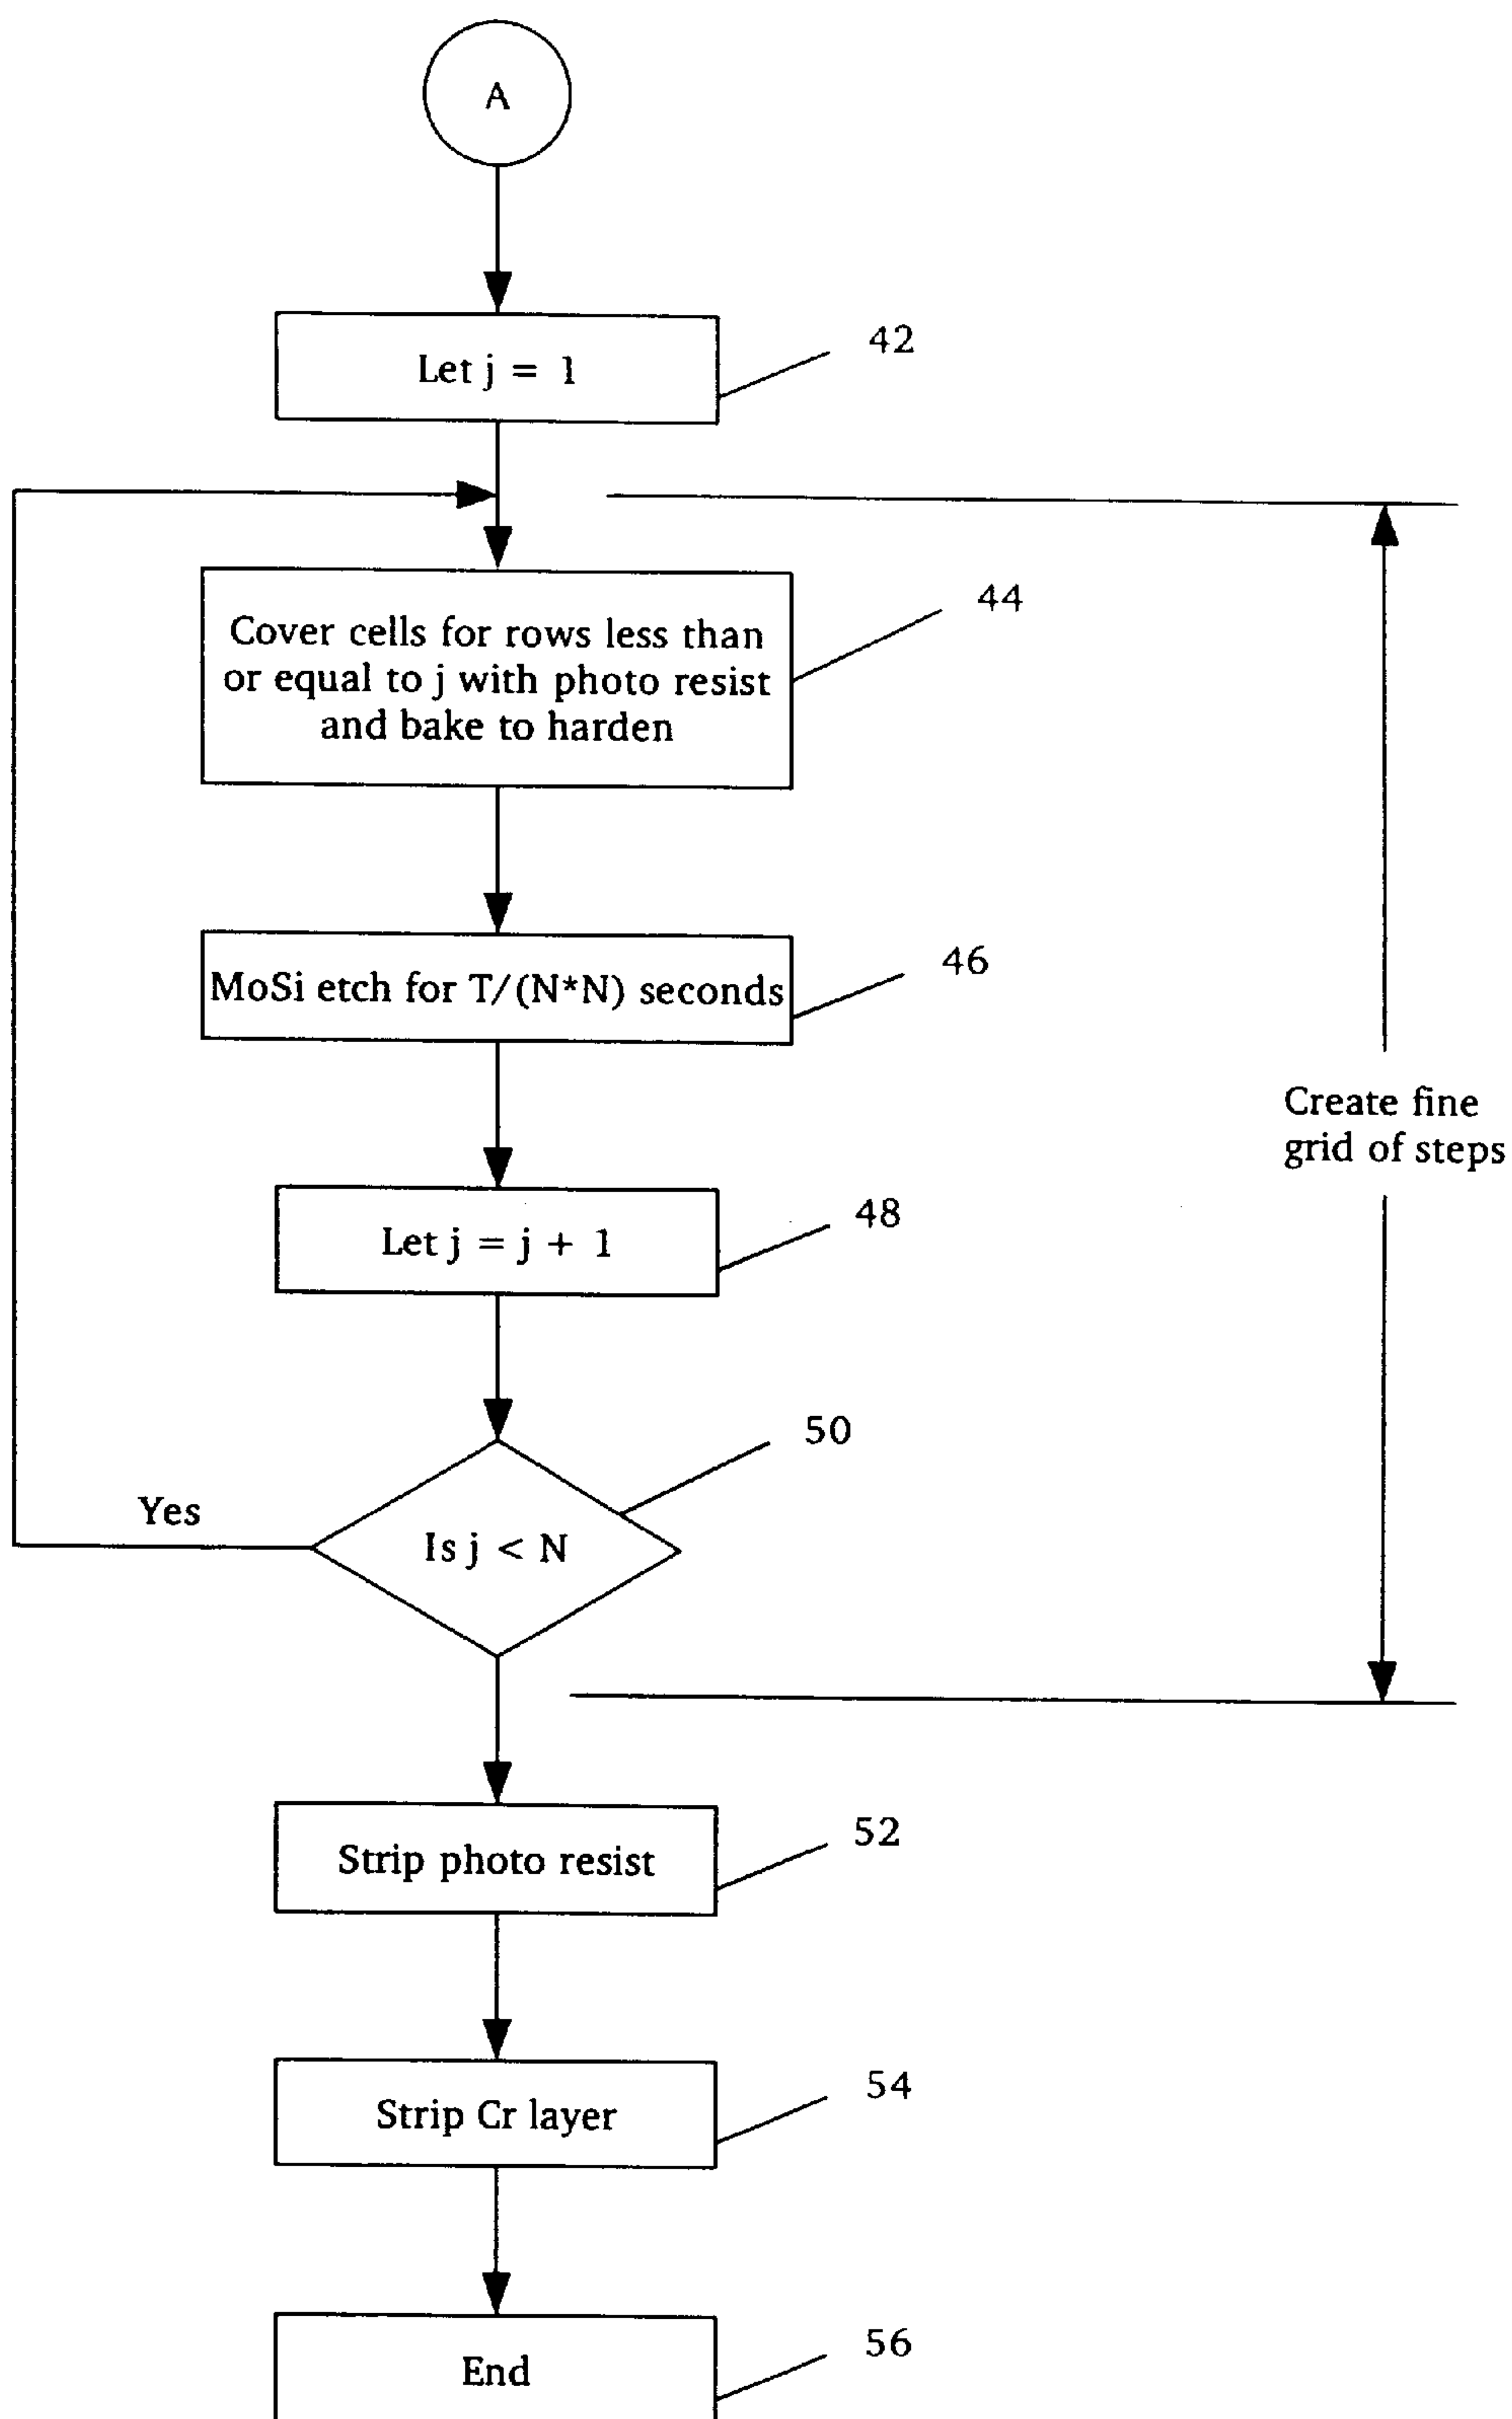 A
Let j = 1
42
Cover cells for rows less than
or equal to j with photo resist
and bake to harden
44
MoSi etch for T/(N*N) seconds
46
Create fine
grid of steps
Let j = j + 1
48
Is j < N
50
Yes
Strip photo resist
52
Strip Cr layer
54
End
56